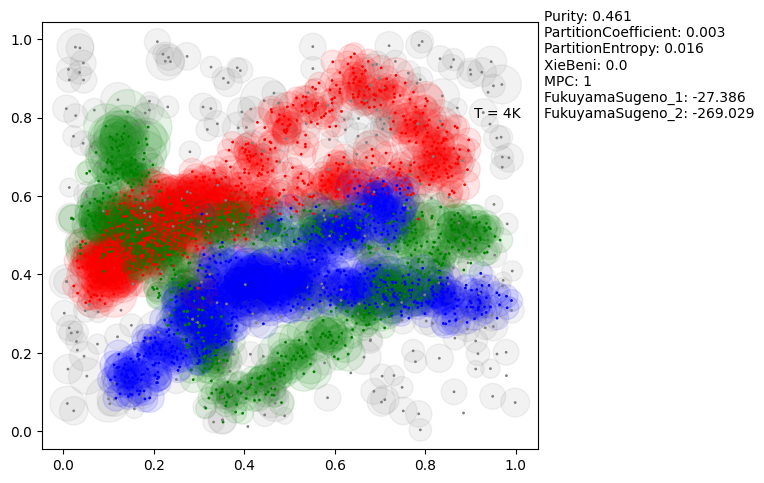 Purity: 0.461
PartitionCoefficient: 0.003
PartitionEntropy: 0.016
XieBeni: 0.0
MPC: 1
FukuyamaSugeno_1: -27.386
FukuyamaSugeno_2: -269.029
T = 4K
1.0
0.8
0.6
0.4
0.2
0.0
0.0 0.2 0.4 0.6 0.8 1.0